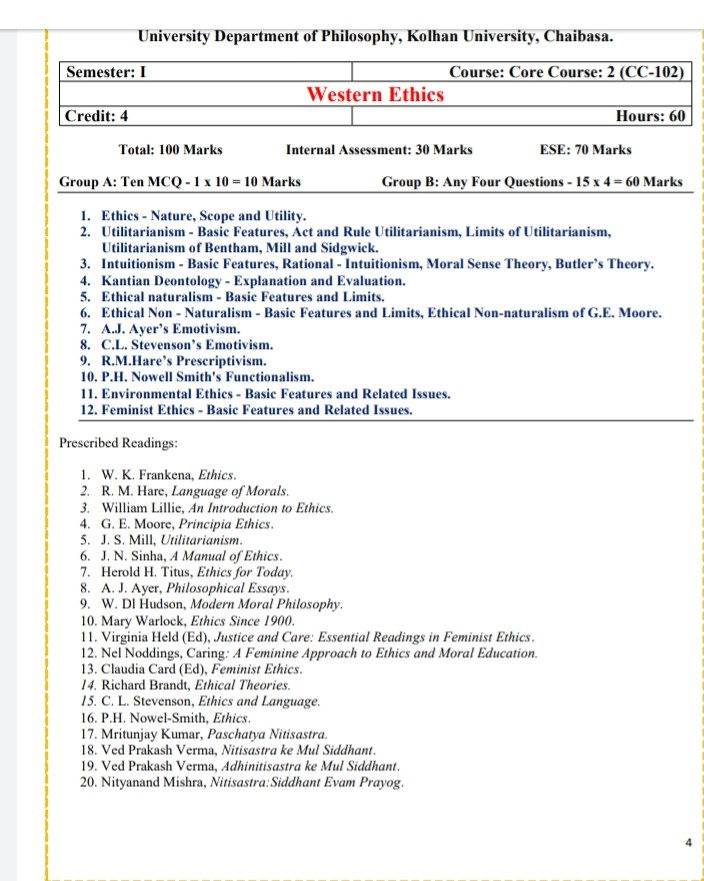 University Department of Philosophy, Kolhan University, Chaibasa.
Semester: I Course: Core Course: 2 (CC-102)
Western Ethics
Credit: 4 Hours: 60
Total: 100 Marks Internal Assessment: 30 Marks ESE: 70 Marks
Group A: Ten MCQ - 1 x 10 = 10 Marks Group B: Any Four Questions - 15 x 4 = 60 Marks
1. Ethics - Nature, Scope and Utility.
2. Utilitarianism - Basic Features, Act and Rule Utilitarianism, Limits of Utilitarianism,
Utilitarianism of Bentham, Mill and Sidgwick.
3. Intuitionism - Basic Features, Rational - Intuitionism, Moral Sense Theory, Butler's Theory.
4. Kantian Deontology - Explanation and Evaluation.
5. Ethical naturalism - Basic Features and Limits.
6. Ethical Non - Naturalism - Basic Features and Limits, Ethical Non-naturalism of G.E. Moore.
7. A.J. Ayer's Emotivism.
8. C.L. Stevenson's Emotivism.
9. R.M.Hare's Prescriptivism.
10. P.H. Nowell Smith's Functionalism.
11. Environmental Ethics - Basic Features and Related Issues.
12. Feminist Ethics - Basic Features and Related Issues.
Prescribed Readings:
1. W. K. Frankena, Ethics.
2. R. M. Hare, Language of Morals.
3. William Lillie, An Introduction to Ethics.
4. G. E. Moore, Principia Ethics.
5. J. S. Mill, Utilitarianism.
6. J. N. Sinha, A Manual of Ethics.
7. Herold H. Titus, Ethics for Today.
8. A. J. Ayer, Philosophical Essays.
9. W. DI Hudson, Modern Moral Philosophy.
10. Mary Warlock, Ethics Since 1900.
11. Virginia Held (Ed), Justice and Care: Essential Readings in Feminist Ethics.
12. Nel Noddings, Caring: A Feminine Approach to Ethics and Moral Education.
13. Claudia Card (Ed), Feminist Ethics.
14. Richard Brandt, Ethical Theories.
15. C. L. Stevenson, Ethics and Language.
16. P.H. Nowel-Smith, Ethics.
17. Mritunjay Kumar, Paschatya Nitisastra.
18. Ved Prakash Verma, Nitisastra ke Mul Siddhant.
19. Ved Prakash Verma, Adhinitisastra ke Mul Siddhant.
20. Nityanand Mishra, Nitisastra:Siddhant Evam Prayog.
4